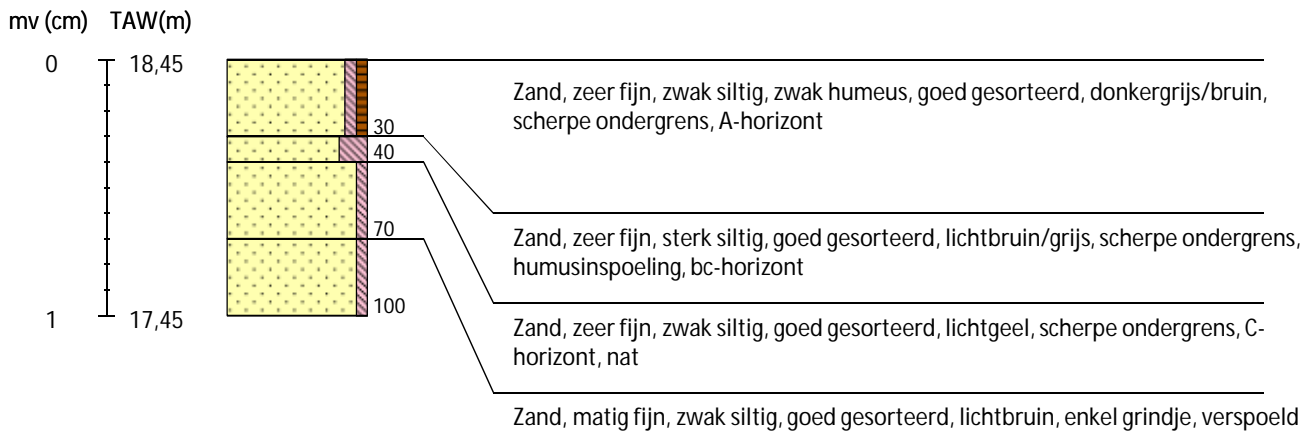 mv (cm) TAW(m)
0 18,45
Zand, zeer fijn, zwak siltig, zwak humeus, goed gesorteerd, donkergrijs/bruin,
scherpe ondergrens, A-horizont
30
40
Zand, zeer fijn, sterk siltig, goed gesorteerd, lichtbruin/grijs, scherpe ondergrens,
humusinspoeling, bc-horizont
70
100
1 17,45
Zand, zeer fijn, zwak siltig, goed gesorteerd, lichtgeel, scherpe ondergrens, C-
horizont, nat
Zand, matig fijn, zwak siltig, goed gesorteerd, lichtbruin, enkel grindje, verspoeld